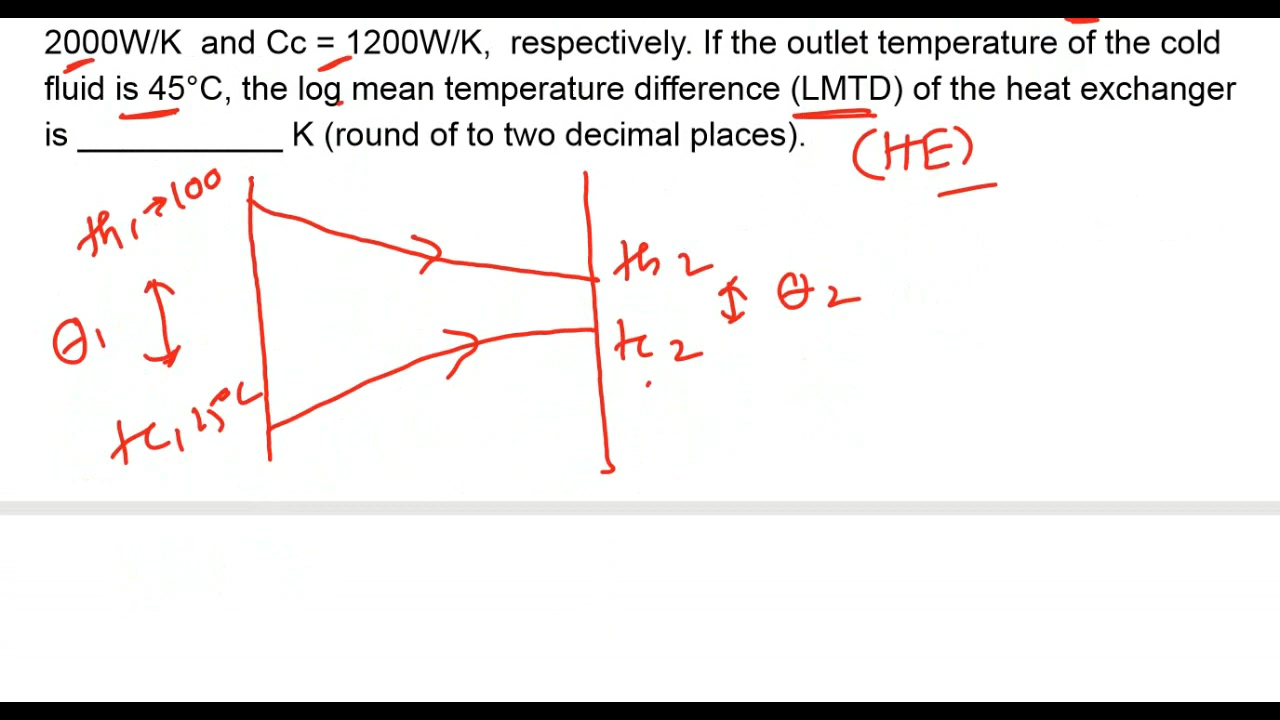 2000W/K and Cc = 1200W/K, respectively. If the outlet temperature of the cold
fluid is 45°C, the log mean temperature difference (LMTD) of the heat exchanger
is ____________ K (round of to two decimal places).
(HE)
th1 → 100
th2
θ1
θ2
tc2
tc1 25°C